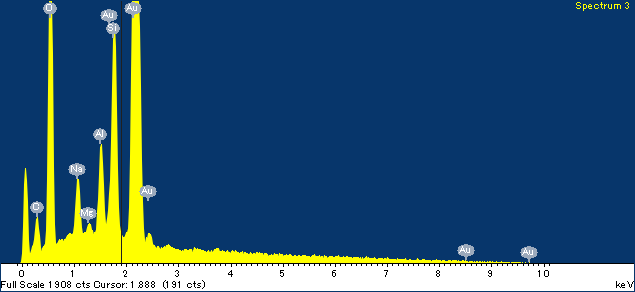 Spectrum 3
O Au Au
Si
Al
Na
Au
C Mg
Au Au
0 1 2 3 4 5 6 7 8 9 10
Full Scale 1908 cts Cursor: 1.888 (191 cts) keV